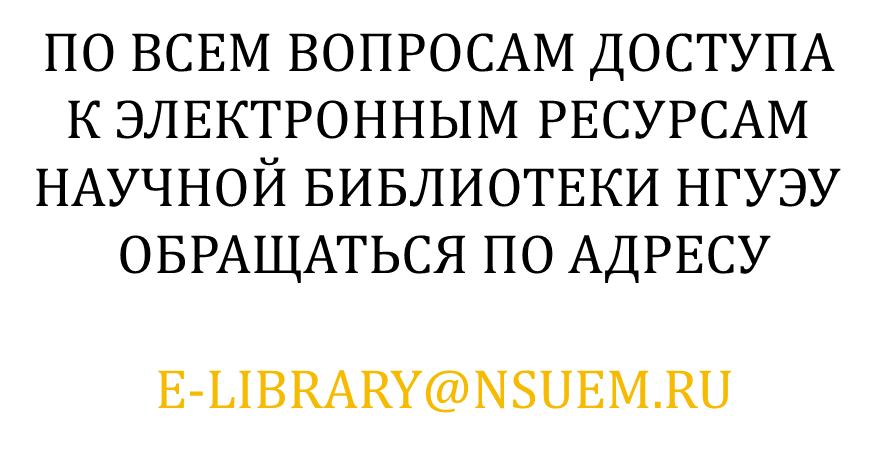 ПО ВСЕМ ВОПРОСАМ ДОСТУПА
К ЭЛЕКТРОННЫМ РЕСУРСАМ
НАУЧНОЙ БИБЛИОТЕКИ НГУЭУ
ОБРАЩАТЬСЯ ПО АДРЕСУ
E-LIBRARY@NSUEM.RU